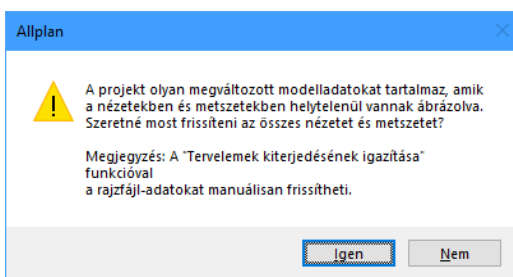 Allplan
A projekt olyan megváltozott modelladatokat tartalmaz, amik
a nézetekben és metszetekben helytelenül vannak ábrázolva.
Szeretné most frissíteni az összes nézetet és metszetet?
Megjegyzés: A "Tervelemek kiterjedésének igazítása"
funkcióval
a rajzfájl-adatokat manuálisan frissítheti.
Igen Nem